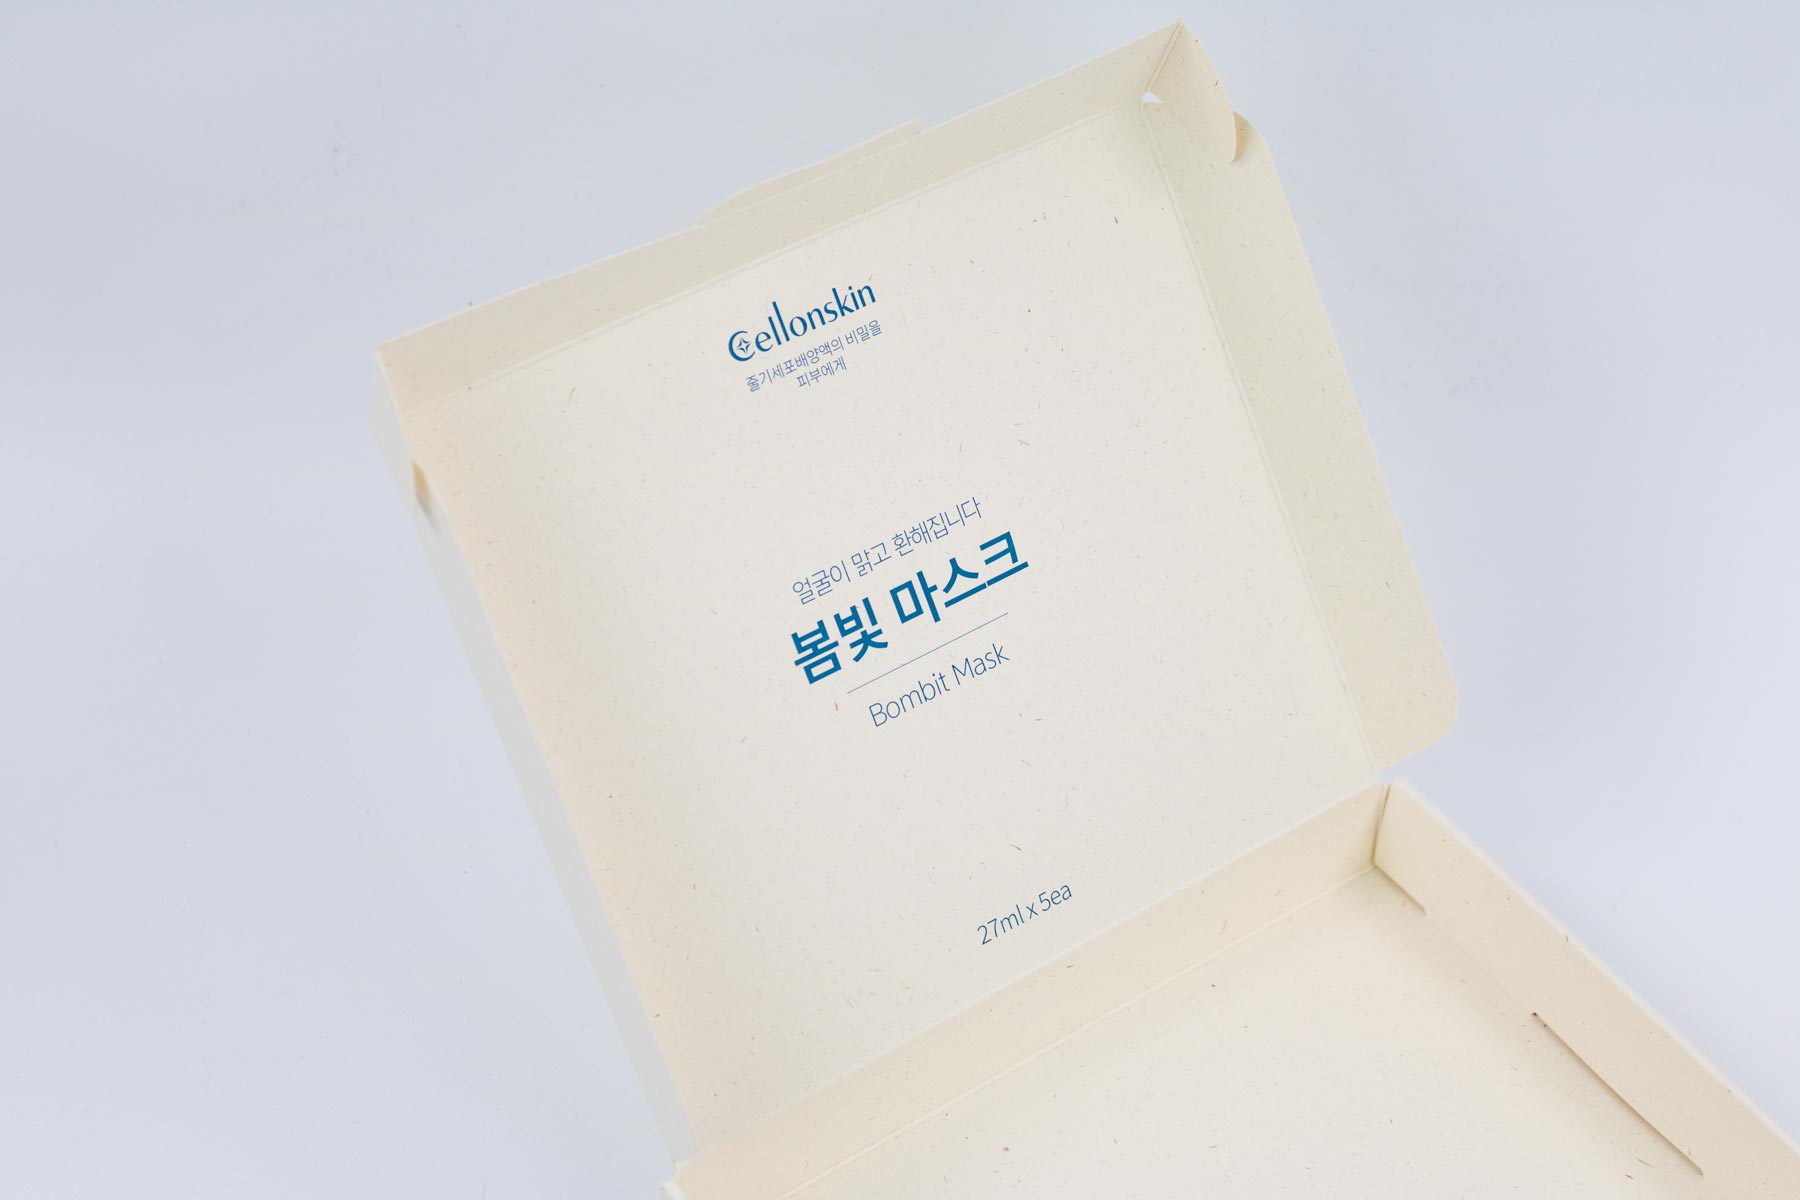 Cellonskin
줄기세포배양액의 비밀을
피부에게
얼굴이 맑고 환해집니다
봄빛 마스크
Bombit Mask
27ml x 5ea